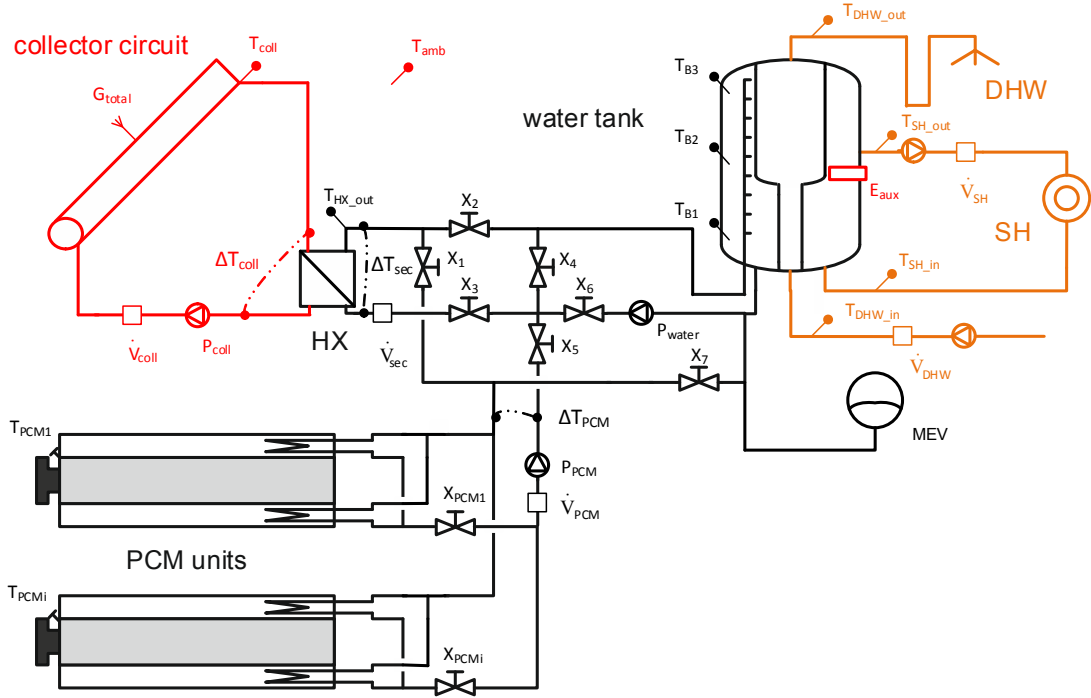 T_DHW_out
collector circuit
T_coll
T_amb
DHW
T_B3
G_total
water tank
T_SH_out
T_B2
E_aux
V̇_SH
T_HX_out
X_2
T_B1
SH
ΔT_coll
ΔT_sec
X_1
X_4
T_SH_in
X_3
X_6
T_DHW_in
HX
P_water
V̇_coll
P_coll
V̇_sec
X_5
X_7
V̇_DHW
ΔT_PCM
MEV
T_PCM1
P_PCM
X_PCM1
V̇_PCM
PCM units
T_PCMi
X_PCMi